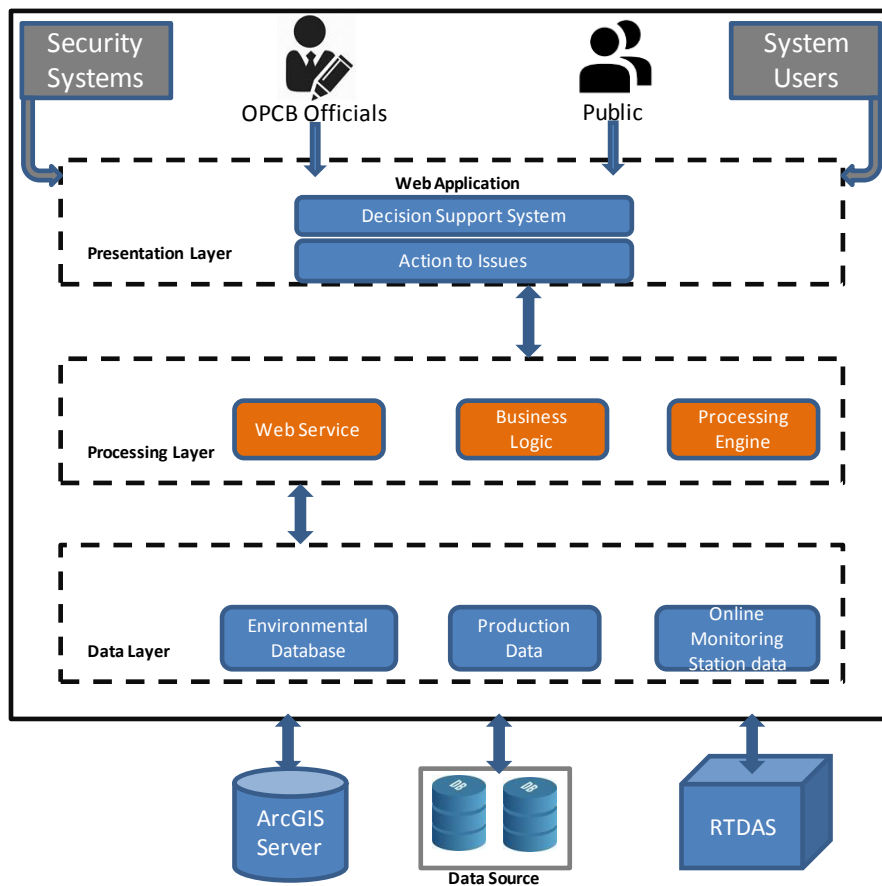 Security
Systems
System
Users
OPCB Officials
Public
Web Application
Decision Support System
Presentation Layer
Action to Issues
Web Service
Business
Logic
Processing
Engine
Processing Layer
Environmental
Database
Production
Data
Online
Monitoring
Station data
Data Layer
ArcGIS
Server
DB
DB
Data Source
RTDAS